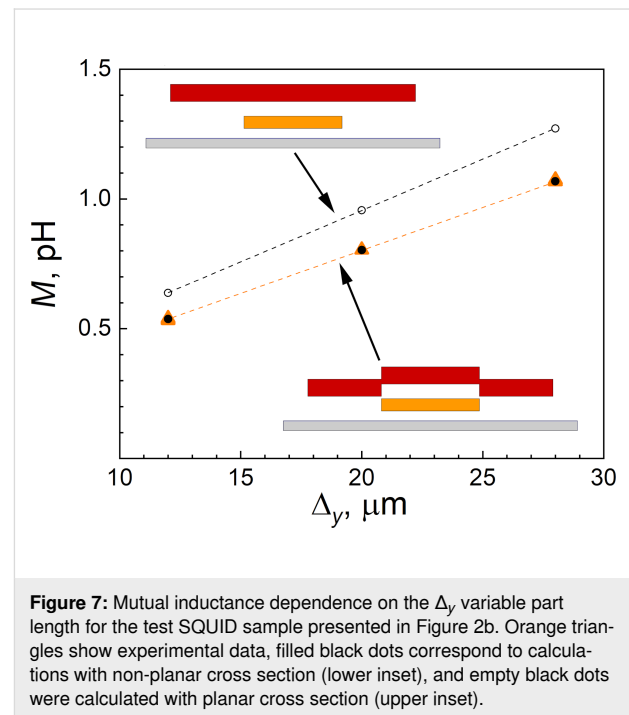 1.5
1.0
0.5
M, pH
10 15 20 25 30
Δy, μm
Figure 7: Mutual inductance dependence on the Δy variable part
length for the test SQUID sample presented in Figure 2b. Orange trian-
gles show experimental data, filled black dots correspond to calcula-
tions with non-planar cross section (lower inset), and empty black dots
were calculated with planar cross section (upper inset).